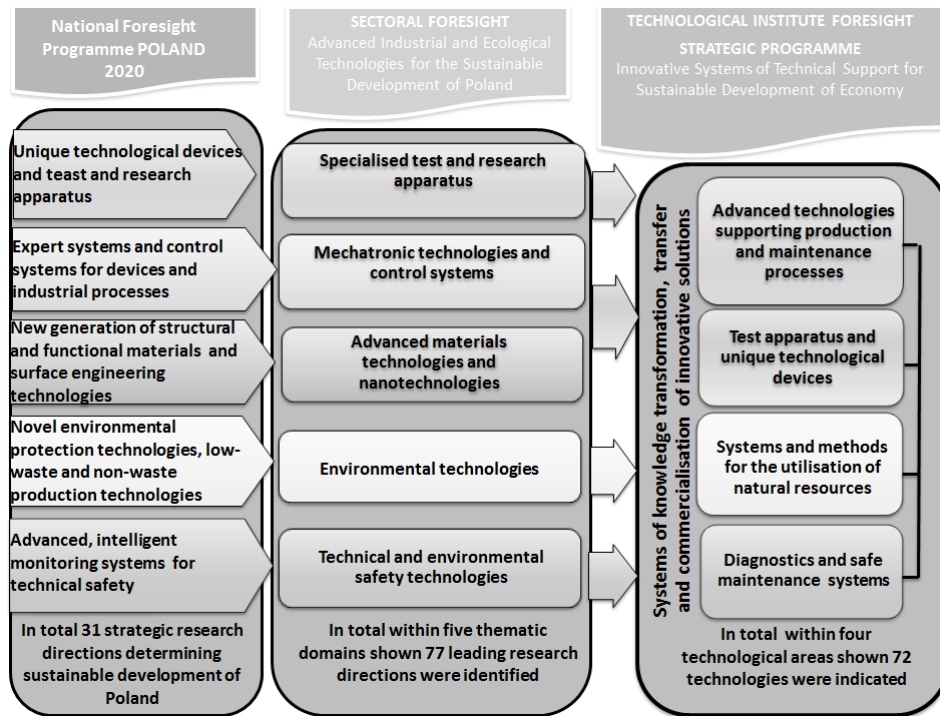 National Foresight
Programme POLAND
2020
Unique technological devices
and teast and research
apparatus
Expert systems and control
systems for devices and
industrial processes
New generation of structural
and functional materials and
surface engineering
technologies
Novel environmental
protection technologies, low-
waste and non-waste
production technologies
Advanced, intelligent
monitoring systems for
technical safety
In total 31 strategic research
directions determining
sustainable development of
Poland
SECTORAL FORESIGHT
Advanced Industrial and Ecological
Technologies for the Sustainable
Development of Poland
Specialised test and research
apparatus
Mechatronic technologies and
control systems
Advanced materials
technologies and
nanotechnologies
Environmental technologies
Technical and environmental
safety technologies
In total within five thematic
domains shown 77 leading research
directions were identified
TECHNOLOGICAL INSTITUTE FORESIGHT
STRATEGIC PROGRAMME
Innovative Systems of Technical Support for
Sustainable Development of Economy
Systems of knowledge transformation, transfer
and commercialisation of innovative solutions
Advanced technologies
supporting production
and maintenance
processes
Test apparatus and
unique technological
devices
Systems and methods
for the utilisation of
natural resources
Diagnostics and safe
maintenance systems
In total within four
technological areas shown 72
technologies were indicated